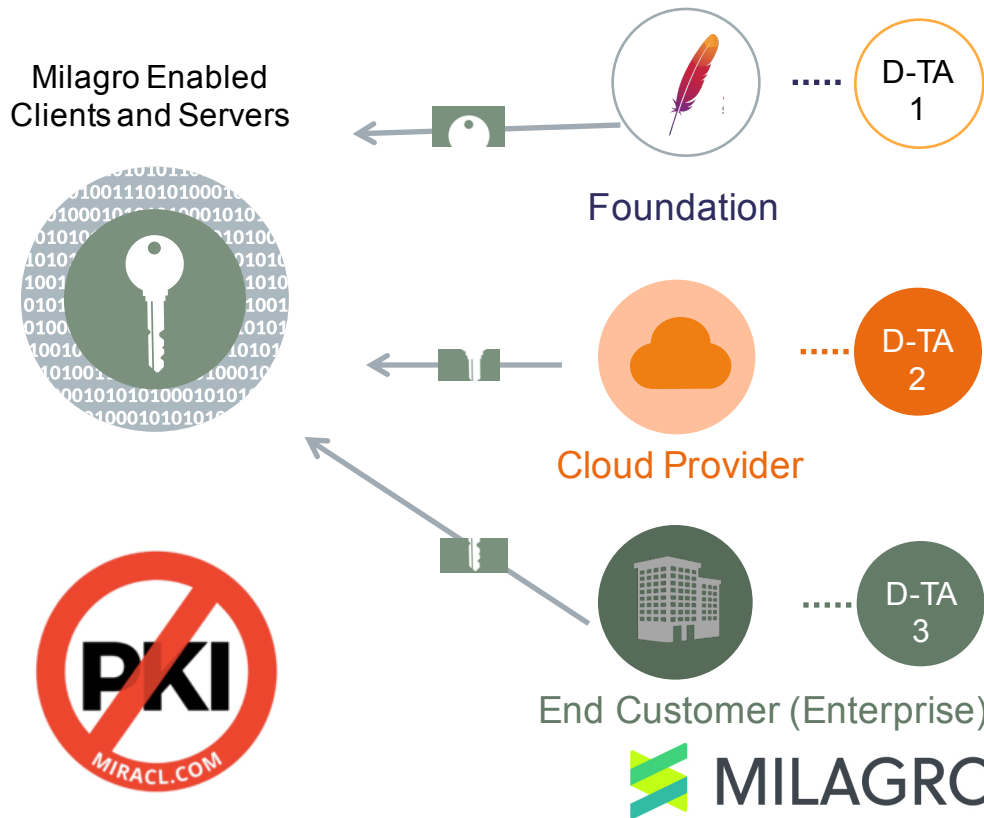 Milagro Enabled
Clients and Servers
Foundation
D-TA
1
Cloud Provider
D-TA
2
End Customer (Enterprise)
D-TA
3
PKI
MIRACL.COM
MILAGRO